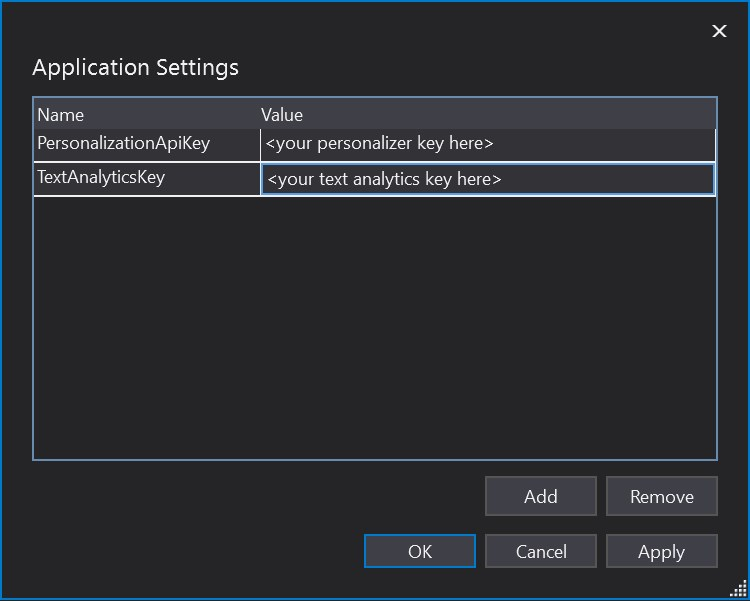 Application Settings
Name Value
PersonalizationApiKey <your personalizer key here>
TextAnalyticsKey <your text analytics key here>
Add Remove
OK Cancel Apply